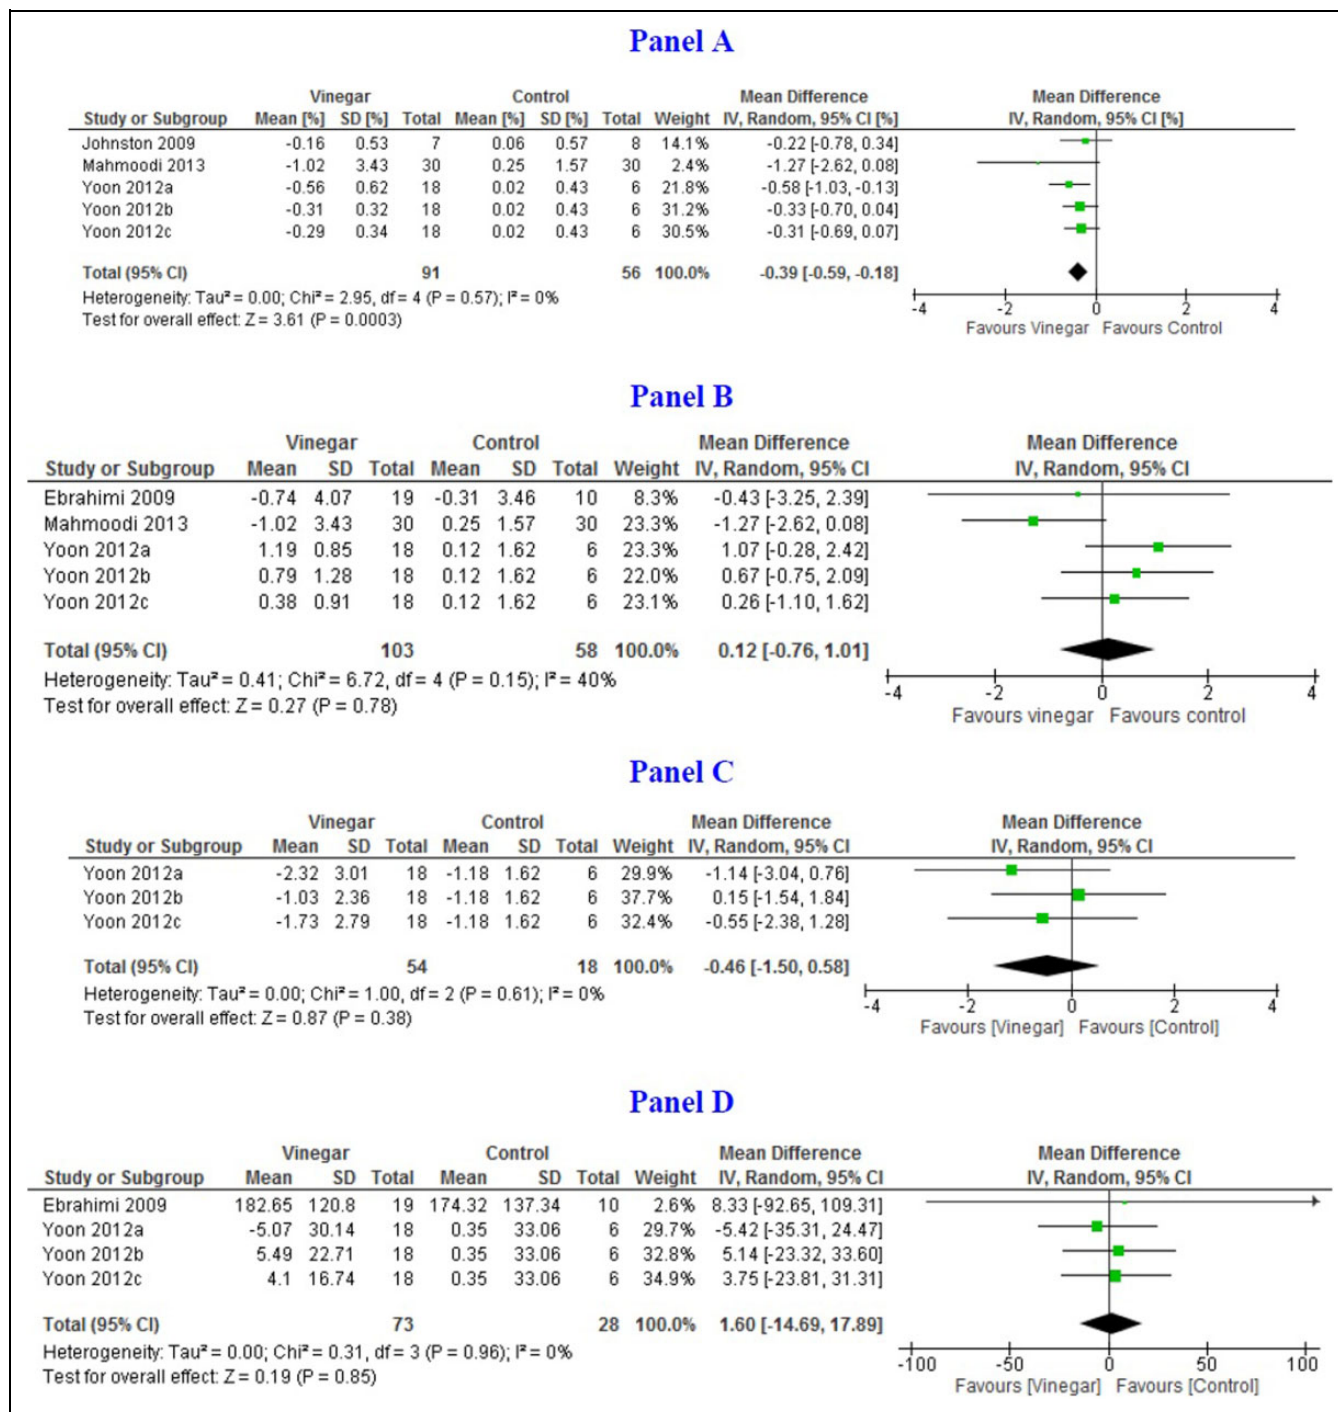 Panel A
Vinegar Control Mean Difference Mean Difference
Study or Subgroup Mean [%] SD [%] Total Mean [%] SD [%] Total Weight IV, Random, 95% CI [%] IV, Random, 95% CI [%]
Johnston 2009 -0.16 0.53 7 0.06 0.57 8 14.1% -0.22 [-0.78, 0.34]
Mahmoodi 2013 -1.02 3.43 30 0.25 1.57 30 2.4% -1.27 [-2.62, 0.08]
Yoon 2012a -0.56 0.62 18 0.02 0.43 6 21.8% -0.58 [-1.03, -0.13]
Yoon 2012b -0.31 0.32 18 0.02 0.43 6 31.2% -0.33 [-0.70, 0.04]
Yoon 2012c -0.29 0.34 18 0.02 0.43 6 30.5% -0.31 [-0.69, 0.07]
Total (95% CI) 91 56 100.0% -0.39 [-0.59, -0.18]
Heterogeneity: Tau² = 0.00; Chi² = 2.95, df = 4 (P = 0.57); I² = 0%
Test for overall effect: Z = 3.61 (P = 0.0003)
-4 -2 0 2 4
Favours Vinegar Favours Control
Panel B
Vinegar Control Mean Difference Mean Difference
Study or Subgroup Mean SD Total Mean SD Total Weight IV, Random, 95% CI IV, Random, 95% CI
Ebrahimi 2009 -0.74 4.07 19 -0.31 3.46 10 8.3% -0.43 [-3.25, 2.39]
Mahmoodi 2013 -1.02 3.43 30 0.25 1.57 30 23.3% -1.27 [-2.62, 0.08]
Yoon 2012a 1.19 0.85 18 0.12 1.62 6 23.3% 1.07 [-0.28, 2.42]
Yoon 2012b 0.79 1.28 18 0.12 1.62 6 22.0% 0.67 [-0.75, 2.09]
Yoon 2012c 0.38 0.91 18 0.12 1.62 6 23.1% 0.26 [-1.10, 1.62]
Total (95% CI) 103 58 100.0% 0.12 [-0.76, 1.01]
Heterogeneity: Tau² = 0.41; Chi² = 6.72, df = 4 (P = 0.15); I² = 40%
Test for overall effect: Z = 0.27 (P = 0.78)
-4 -2 0 2 4
Favours vinegar Favours control
Panel C
Vinegar Control Mean Difference Mean Difference
Study or Subgroup Mean SD Total Mean SD Total Weight IV, Random, 95% CI IV, Random, 95% CI
Yoon 2012a -2.32 3.01 18 -1.18 1.62 6 29.9% -1.14 [-3.04, 0.76]
Yoon 2012b -1.03 2.36 18 -1.18 1.62 6 37.7% 0.15 [-1.54, 1.84]
Yoon 2012c -1.73 2.79 18 -1.18 1.62 6 32.4% -0.55 [-2.38, 1.28]
Total (95% CI) 54 18 100.0% -0.46 [-1.50, 0.58]
Heterogeneity: Tau² = 0.00; Chi² = 1.00, df = 2 (P = 0.61); I² = 0%
Test for overall effect: Z = 0.87 (P = 0.38)
-4 -2 0 2 4
Favours [Vinegar] Favours [Control]
Panel D
Vinegar Control Mean Difference Mean Difference
Study or Subgroup Mean SD Total Mean SD Total Weight IV, Random, 95% CI IV, Random, 95% CI
Ebrahimi 2009 182.65 120.8 19 174.32 137.34 10 2.6% 8.33 [-92.65, 109.31]
Yoon 2012a -5.07 30.14 18 0.35 33.06 6 29.7% -5.42 [-35.31, 24.47]
Yoon 2012b 5.49 22.71 18 0.35 33.06 6 32.8% 5.14 [-23.32, 33.60]
Yoon 2012c 4.1 16.74 18 0.35 33.06 6 34.9% 3.75 [-23.81, 31.31]
Total (95% CI) 73 28 100.0% 1.60 [-14.69, 17.89]
Heterogeneity: Tau² = 0.00; Chi² = 0.31, df = 3 (P = 0.96); I² = 0%
Test for overall effect: Z = 0.19 (P = 0.85)
-100 -50 0 50 100
Favours [Vinegar] Favours [Control]